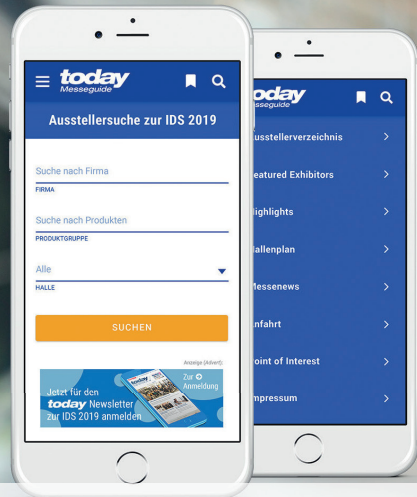 today
Messeguide
Ausstellersuche zur IDS 2019
Suche nach Firma
FIRMA
Suche nach Produkten
PRODUKTGRUPPE
Alle
HALLE
SUCHEN
Anzeige (Advert):
Jetzt für den
today Newsletter
zur IDS 2019 anmelden
Zur
Anmeldung
today
oday
sseguide
usstellerverzeichnis
eatured Exhibitors
ighlights
allenplan
essenews
nfahrt
oint of Interest
mpressum